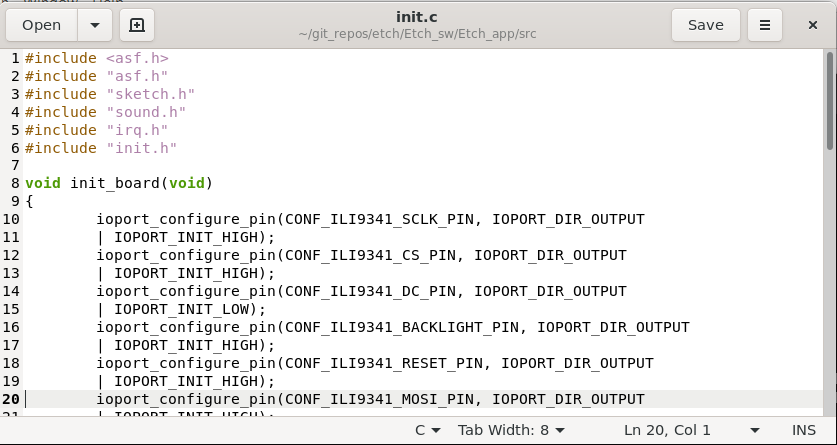 Open
init.c
~/git_repos/etch/Etch_sw/Etch_app/src
Save
1 #include <asf.h>
2 #include "asf.h"
3 #include "sketch.h"
4 #include "sound.h"
5 #include "irq.h"
6 #include "init.h"
7
8 void init_board(void)
9 {
10         ioport_configure_pin(CONF_ILI9341_SCLK_PIN, IOPORT_DIR_OUTPUT
11         | IOPORT_INIT_HIGH);
12         ioport_configure_pin(CONF_ILI9341_CS_PIN, IOPORT_DIR_OUTPUT
13         | IOPORT_INIT_HIGH);
14         ioport_configure_pin(CONF_ILI9341_DC_PIN, IOPORT_DIR_OUTPUT
15         | IOPORT_INIT_LOW);
16         ioport_configure_pin(CONF_ILI9341_BACKLIGHT_PIN, IOPORT_DIR_OUTPUT
17         | IOPORT_INIT_HIGH);
18         ioport_configure_pin(CONF_ILI9341_RESET_PIN, IOPORT_DIR_OUTPUT
19         | IOPORT_INIT_HIGH);
20         ioport_configure_pin(CONF_ILI9341_MOSI_PIN, IOPORT_DIR_OUTPUT
21         | IOPORT_INIT_HIGH);
C Tab Width: 8 Ln 20, Col 1 INS